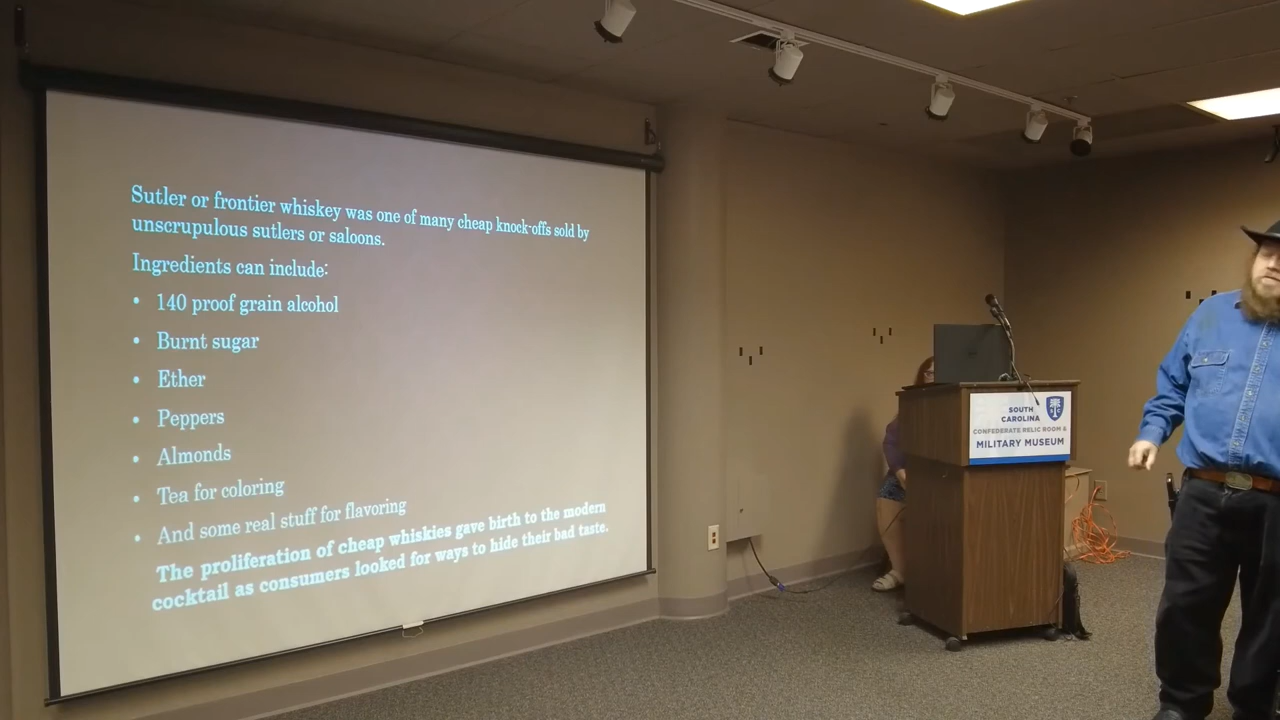 Sutler or frontier whiskey was one of many cheap knock-offs sold by
unscrupulous sutlers or saloons.
Ingredients can include:
• 140 proof grain alcohol
• Burnt sugar
• Ether
• Peppers
• Almonds
• Tea for coloring
• And some real stuff for flavoring
The proliferation of cheap whiskies gave birth to the modern
cocktail as consumers looked for ways to hide their bad taste.
SOUTH
CAROLINA
CONFEDERATE RELIC ROOM &
MILITARY MUSEUM